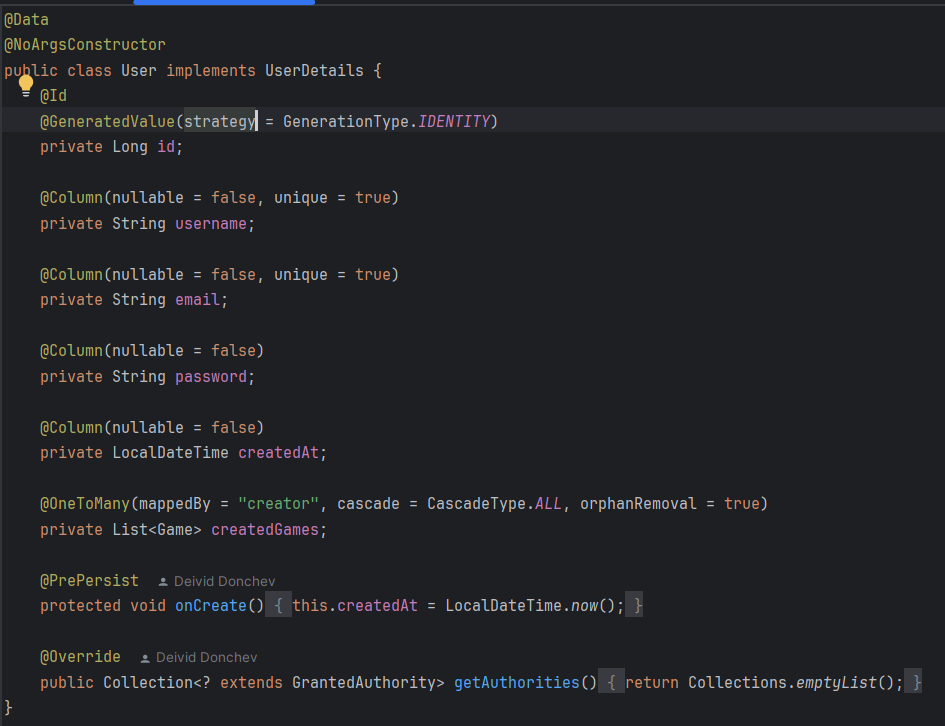 @Data
@NoArgsConstructor
public class User implements UserDetails {
    @Id
    @GeneratedValue(strategy = GenerationType.IDENTITY)
    private Long id;

    @Column(nullable = false, unique = true)
    private String username;

    @Column(nullable = false, unique = true)
    private String email;

    @Column(nullable = false)
    private String password;

    @Column(nullable = false)
    private LocalDateTime createdAt;

    @OneToMany(mappedBy = "creator", cascade = CascadeType.ALL, orphanRemoval = true)
    private List<Game> createdGames;

    @PrePersist Deivid Donchev
    protected void onCreate() { this.createdAt = LocalDateTime.now(); }

    @Override Deivid Donchev
    public Collection<? extends GrantedAuthority> getAuthorities() { return Collections.emptyList(); }
}